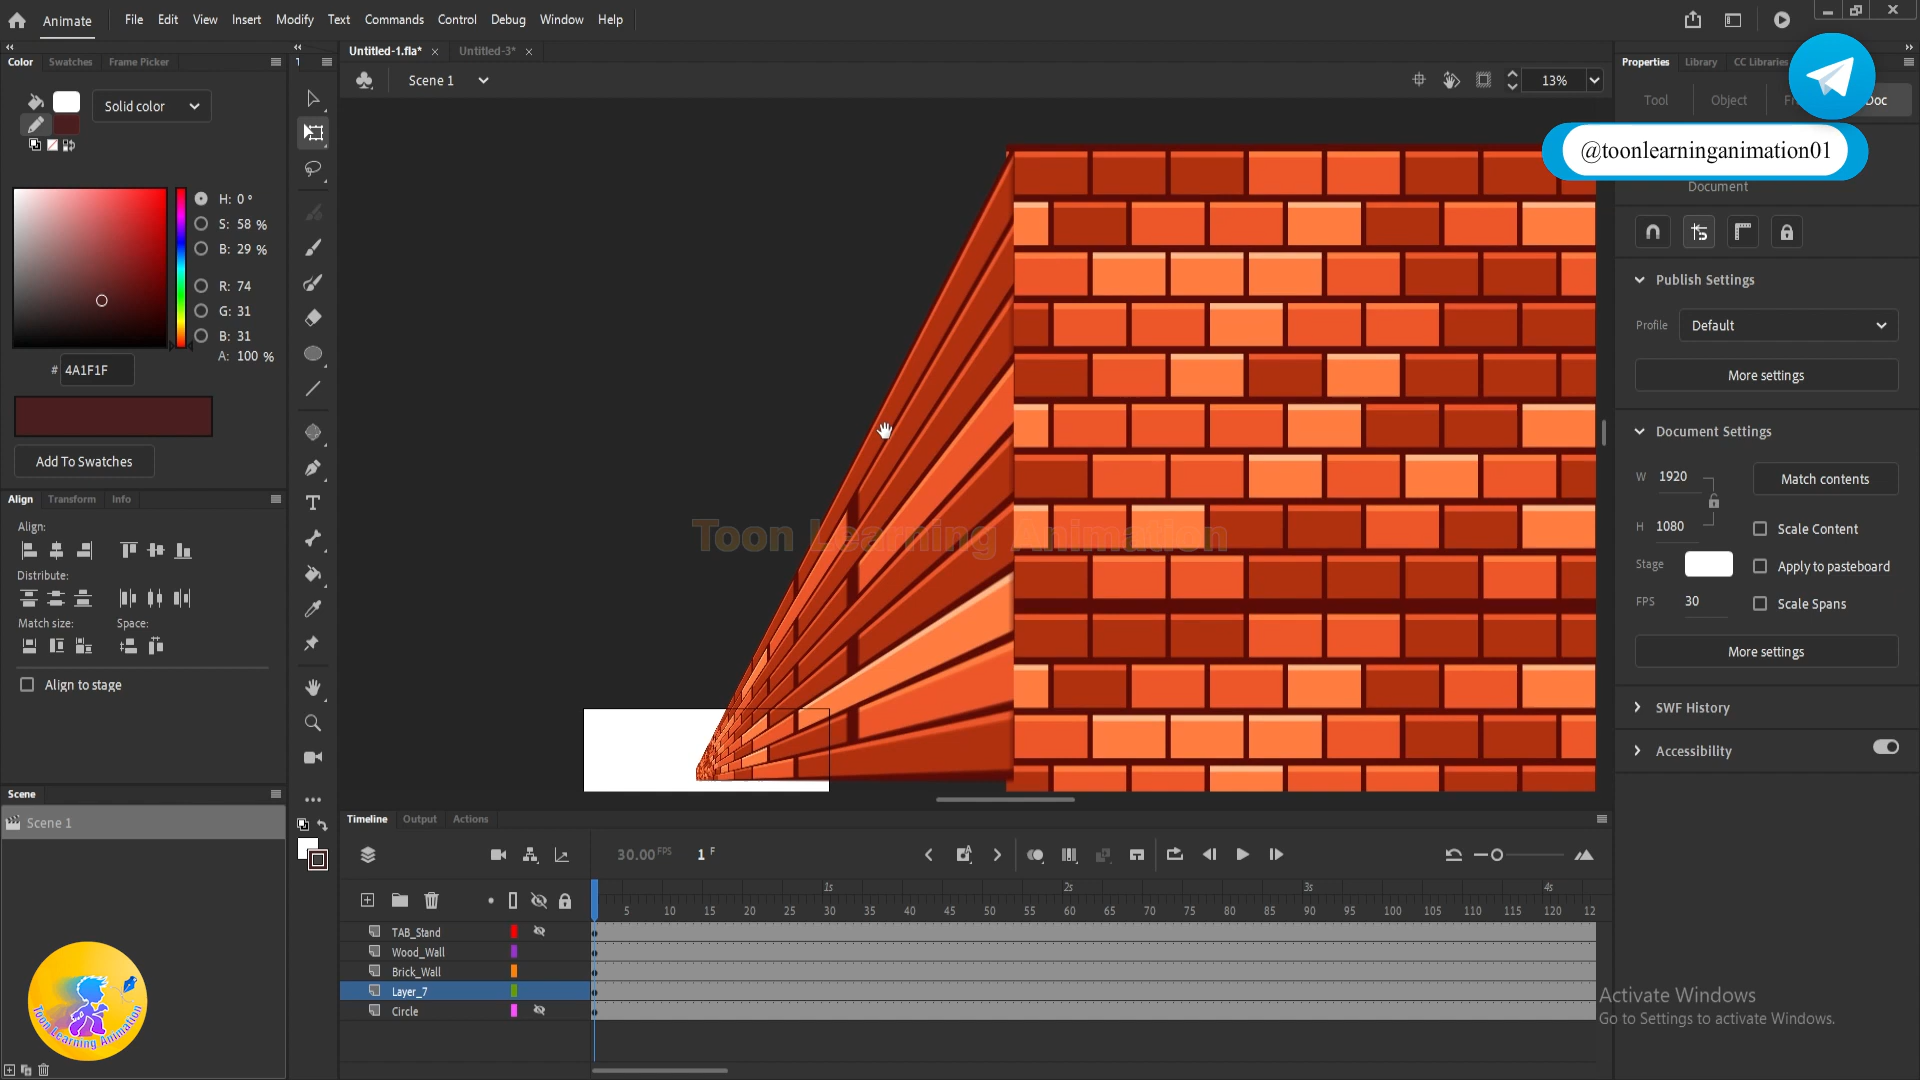 Animate File Edit View Insert Modify Text Commands Control Debug Window Help
Color Swatches Frame Picker
Untitled-1.fla* Untitled-3*
Properties Library CC Libraries
Scene 1
13%
Solid color
Tool Object Doc
@toonlearninganimation01
Document
H: 0 °
S: 58 %
B: 29 %
R: 74
G: 31
B: 31
A: 100 %
# 4A1F1F
Add To Swatches
Publish Settings
Profile Default
More settings
Document Settings
W 1920
Match contents
H 1080
Scale Content
Stage
Apply to pasteboard
FPS 30
Scale Spans
More settings
SWF History
Accessibility
Align Transform Info
Align:
Distribute:
Match size: Space:
Align to stage
Toon Learning Animation
Scene
Scene 1
Timeline Output Actions
30.00 FPS 1 F
1s 2s 3s 4s
5 10 15 20 25 30 35 40 45 50 55 60 65 70 75 80 85 90 95 100 105 110 115 120 12
TAB_Stand
Wood_Wall
Brick_Wall
Layer_7
Circle
Toon Learning Animation
Activate Windows
Go to Settings to activate Windows.